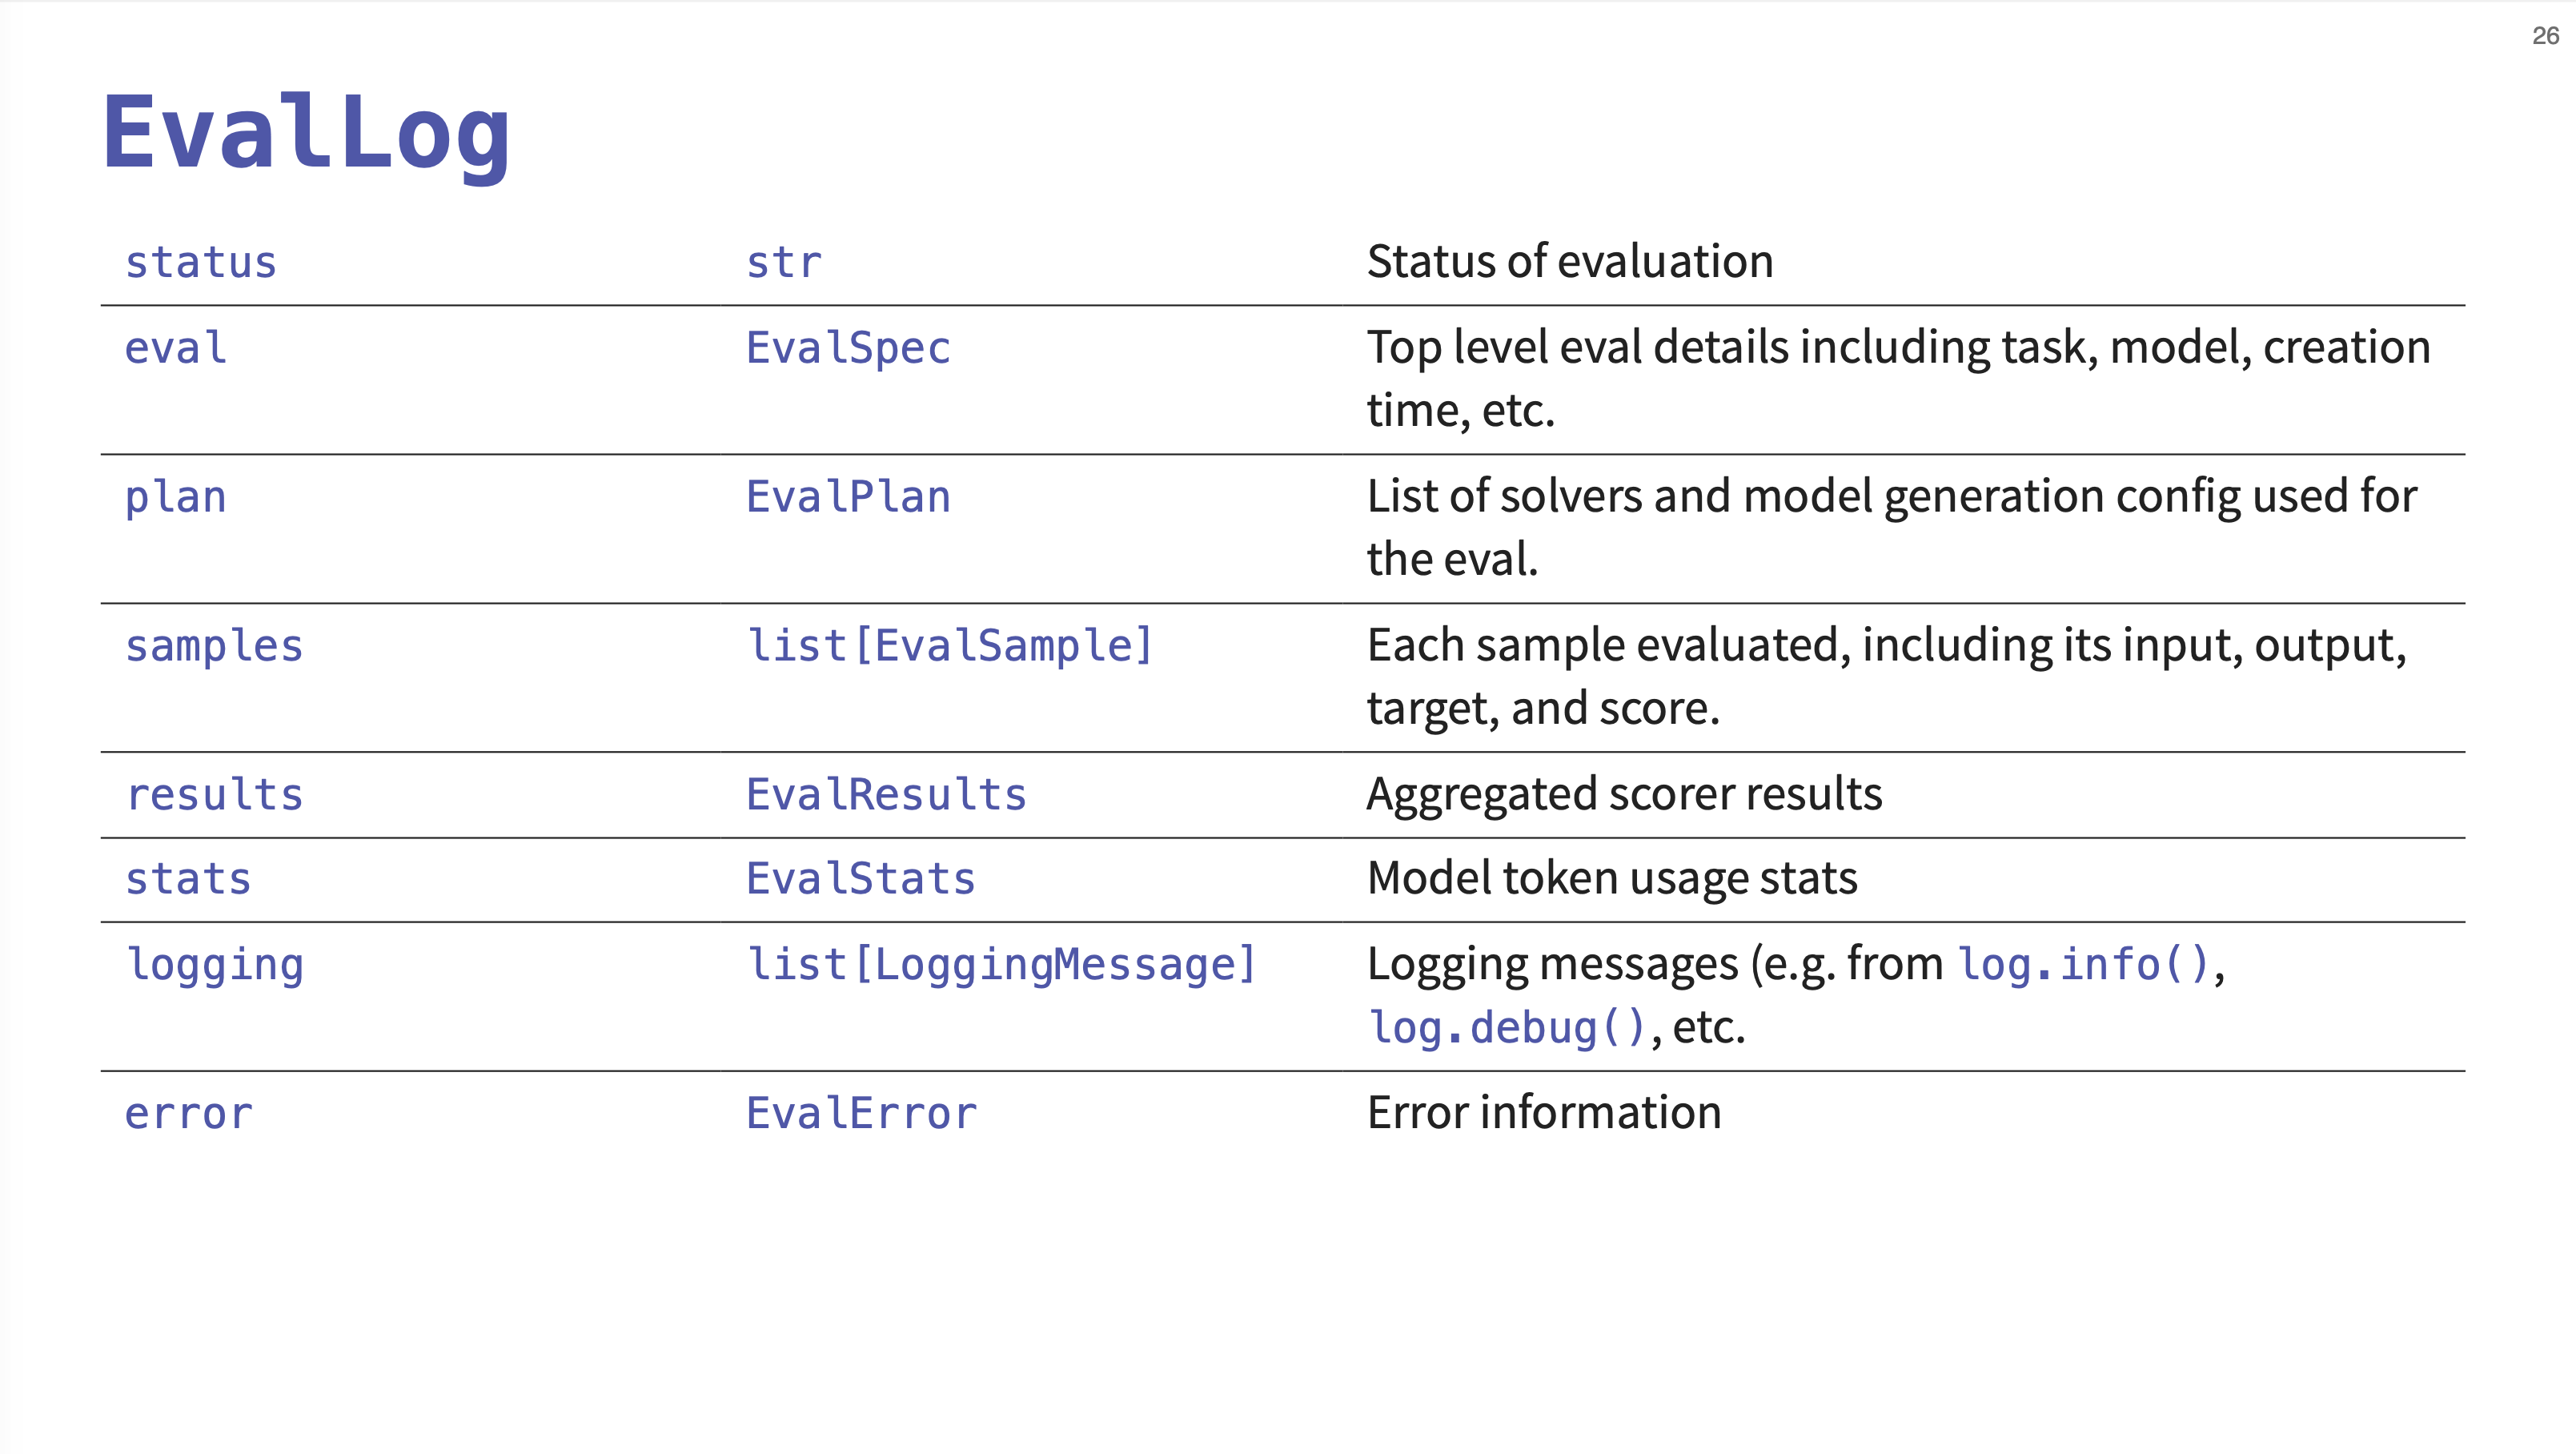 26
EvalLog
status str Status of evaluation
eval EvalSpec Top level eval details including task, model, creation
time, etc.
plan EvalPlan List of solvers and model generation config used for
the eval.
samples list[EvalSample] Each sample evaluated, including its input, output,
target, and score.
results EvalResults Aggregated scorer results
stats EvalStats Model token usage stats
logging list[LoggingMessage] Logging messages (e.g. from log.info(),
log.debug(), etc.
error EvalError Error information